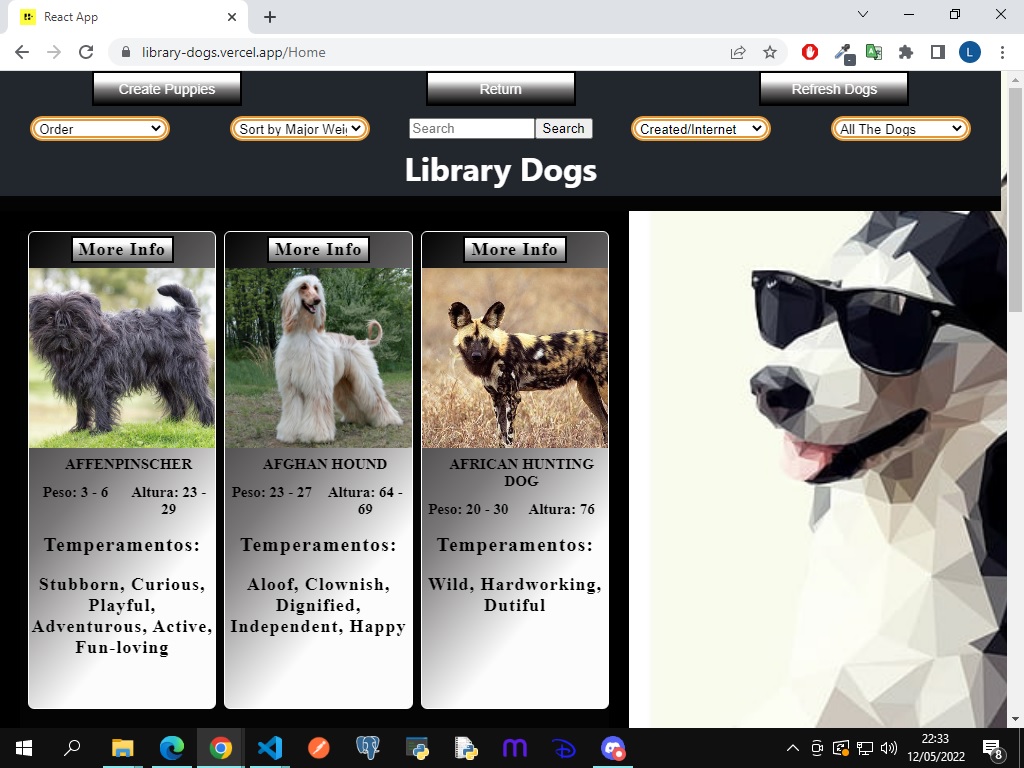 React App
library-dogs.vercel.app/Home
L
Create Puppies
Return
Refresh Dogs
Order
Sort by Major Weig
Search
Search
Created/Internet
All The Dogs
Library Dogs
More Info
More Info
More Info
AFFENPINSCHER
Peso: 3 - 6
Altura: 23 -
29
Temperamentos:
Stubborn, Curious,
Playful,
Adventurous, Active,
Fun-loving
AFGHAN HOUND
Peso: 23 - 27
Altura: 64 -
69
Temperamentos:
Aloof, Clownish,
Dignified,
Independent, Happy
AFRICAN HUNTING
DOG
Peso: 20 - 30
Altura: 76
Temperamentos:
Wild, Hardworking,
Dutiful
22:33
12/05/2022
8